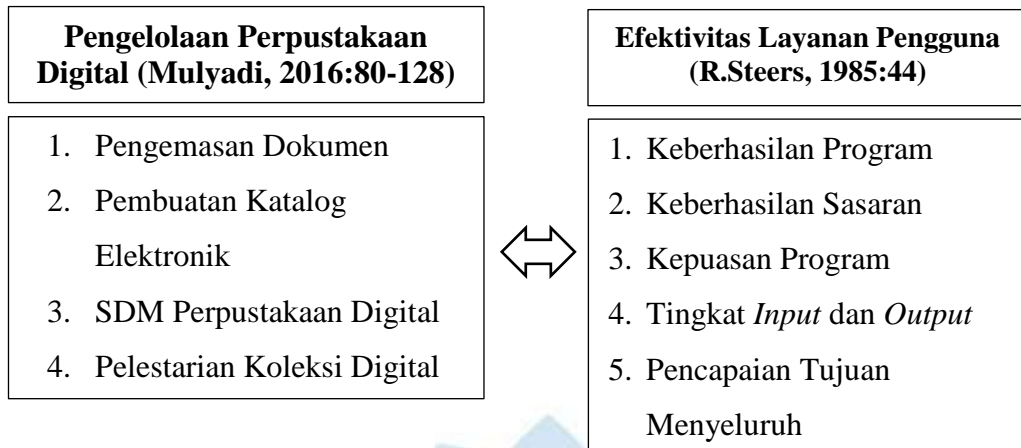 Pengelolaan Perpustakaan
Digital (Mulyadi, 2016:80-128)
1. Pengemasan Dokumen
2. Pembuatan Katalog
Elektronik
3. SDM Perpustakaan Digital
4. Pelestarian Koleksi Digital
Efektivitas Layanan Pengguna
(R.Steers, 1985:44)
1. Keberhasilan Program
2. Keberhasilan Sasaran
3. Kepuasan Program
4. Tingkat Input dan Output
5. Pencapaian Tujuan
Menyeluruh